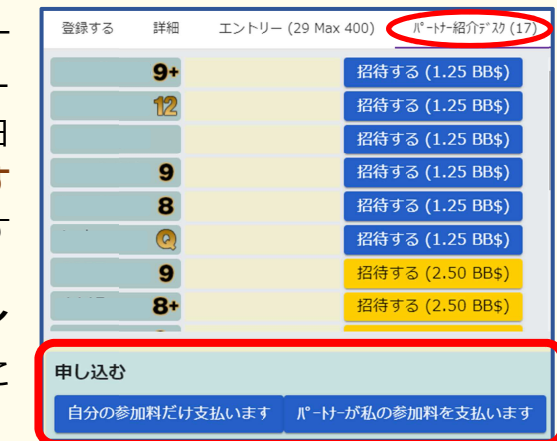 登録する 詳細 エントリー (29 Max 400) パートナー紹介デスク (17)
9+ 招待する (1.25 BB$)
12 招待する (1.25 BB$)
招待する (1.25 BB$)
9 招待する (1.25 BB$)
8 招待する (1.25 BB$)
Q 招待する (1.25 BB$)
9 招待する (2.50 BB$)
8+ 招待する (2.50 BB$)
申し込む
自分の参加料だけ支払います パートナーが私の参加料を支払います